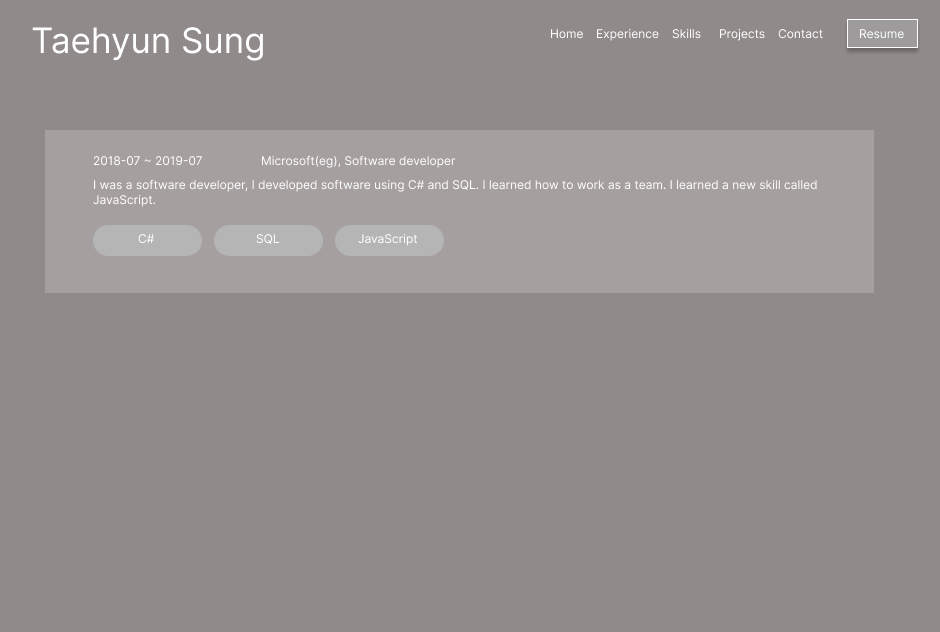 Taehyun Sung
Home Experience Skills Projects Contact Resume
2018-07 ~ 2019-07 Microsoft(eg), Software developer
I was a software developer, I developed software using C# and SQL. I learned how to work as a team. I learned a new skill called
JavaScript.
C# SQL JavaScript